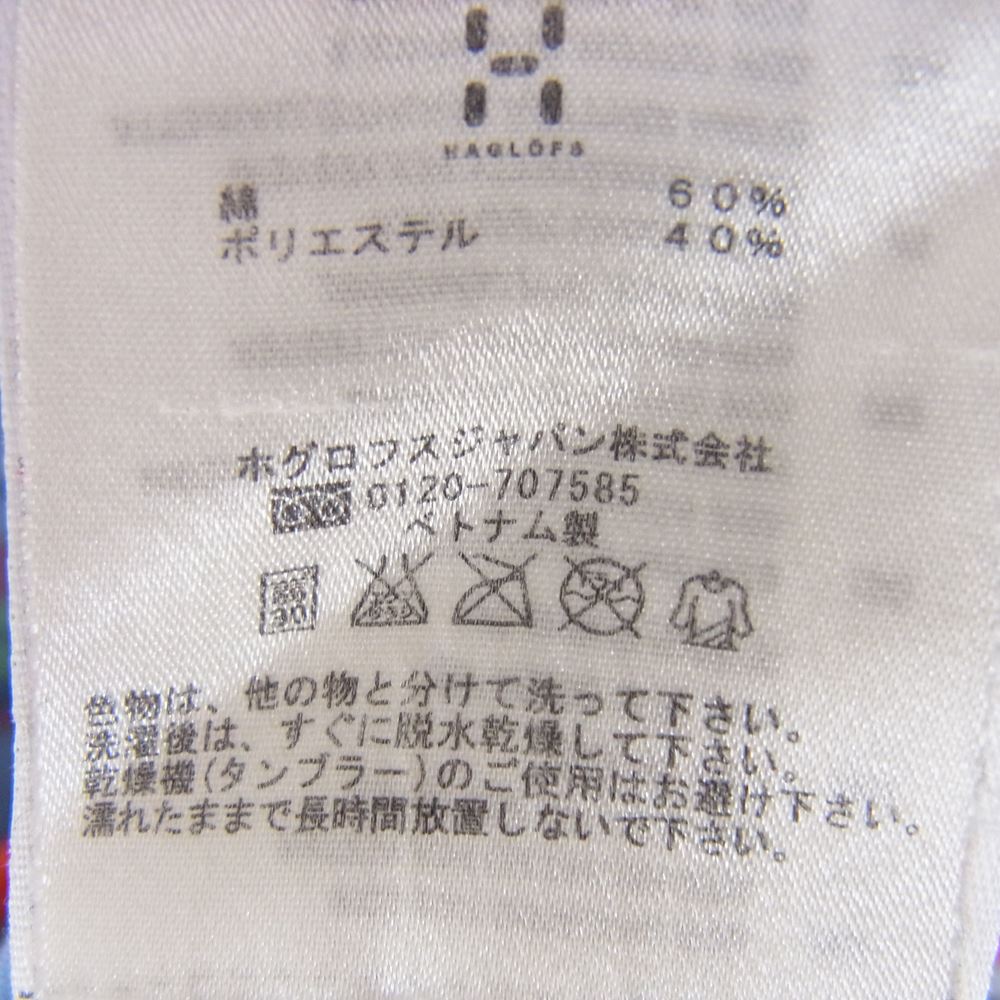 HAGLÖFS
綿 60%
ポリエステル 40%
ホグロフスジャパン株式会社
0120-707585
ベトナム製
30
色物は、他の物と分けて洗って下さい。
洗濯後は、すぐに脱水乾燥して下さい。
乾燥機(タンブラー)のご使用はお避け下さい。
濡れたままで長時間放置しないで下さい。